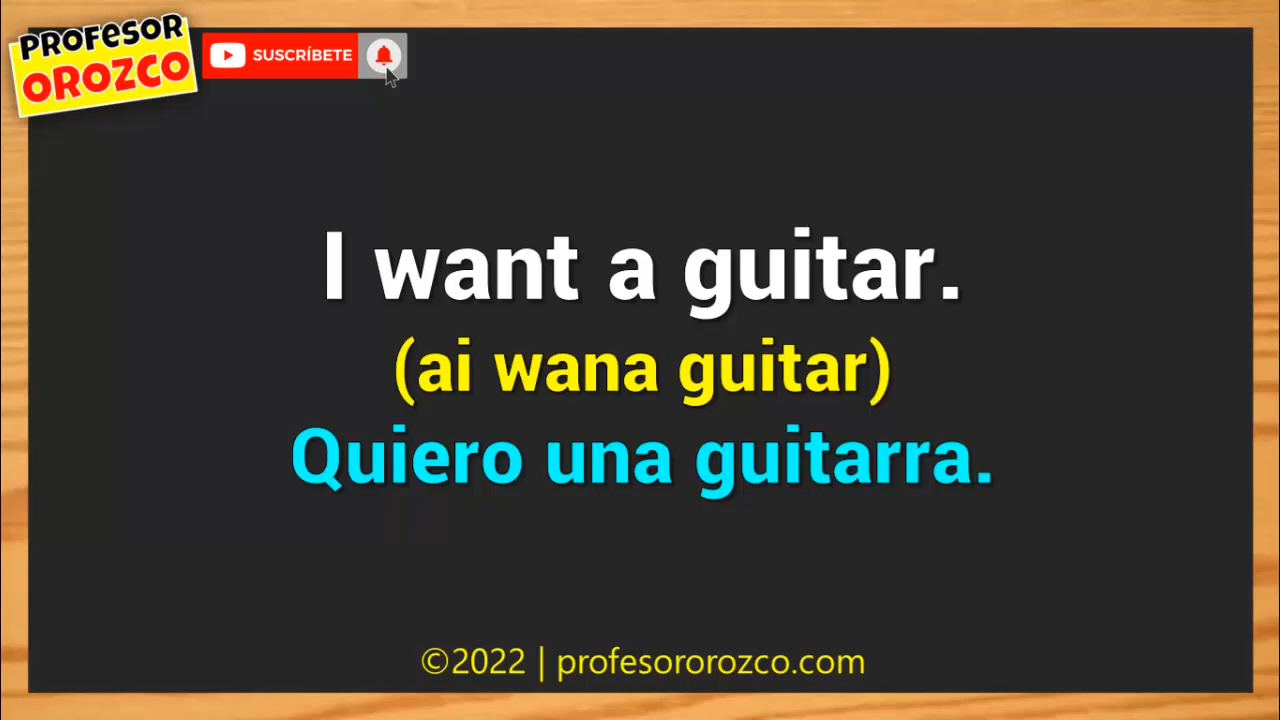 PROFESOR
OROZCO
SUSCRÍBETE
I want a guitar.
(ai wana guitar)
Quiero una guitarra.
©2022 | profesororozco.com